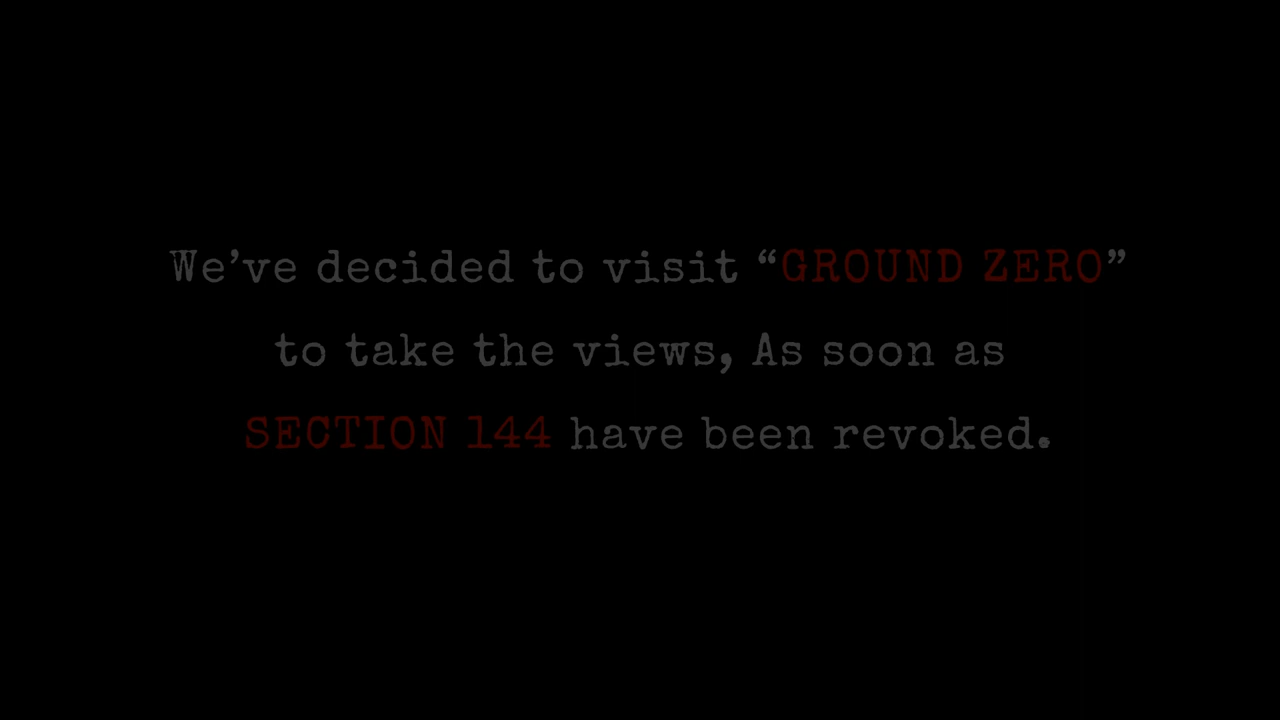 We’ve decided to visit “GROUND ZERO”
to take the views, As soon as
SECTION 144 have been revoked.